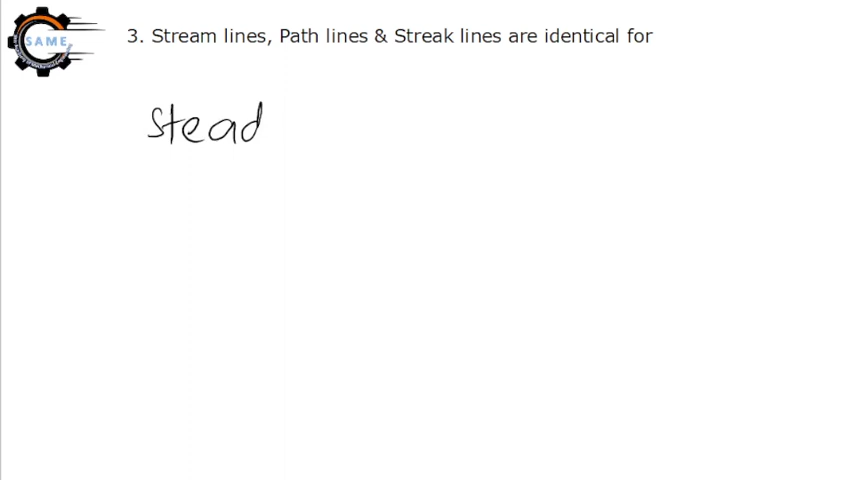 SAME
3. Stream lines, Path lines & Streak lines are identical for
stead